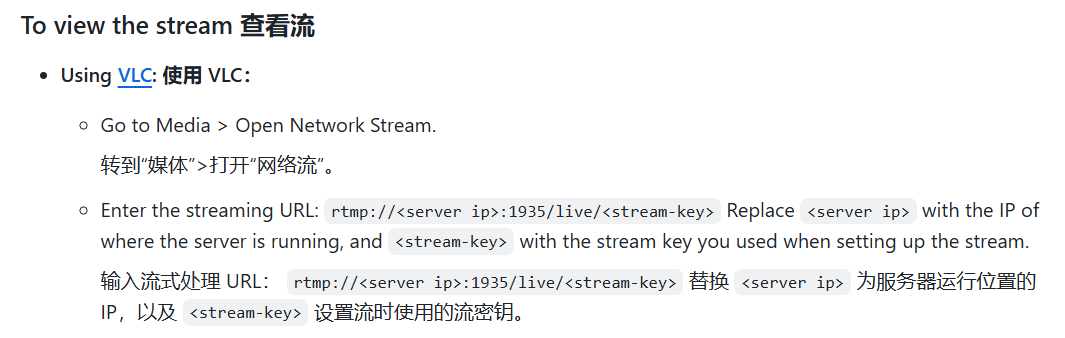 To view the stream 查看流
Using VLC: 使用 VLC：
Go to Media > Open Network Stream.
转到“媒体”>打开“网络流”。
Enter the streaming URL: rtmp://<server ip>:1935/live/<stream-key> Replace <server ip> with the IP of
where the server is running, and <stream-key> with the stream key you used when setting up the stream.
输入流式处理 URL： rtmp://<server ip>:1935/live/<stream-key> 替换 <server ip> 为服务器运行位置的
IP，以及 <stream-key> 设置流时使用的流密钥。